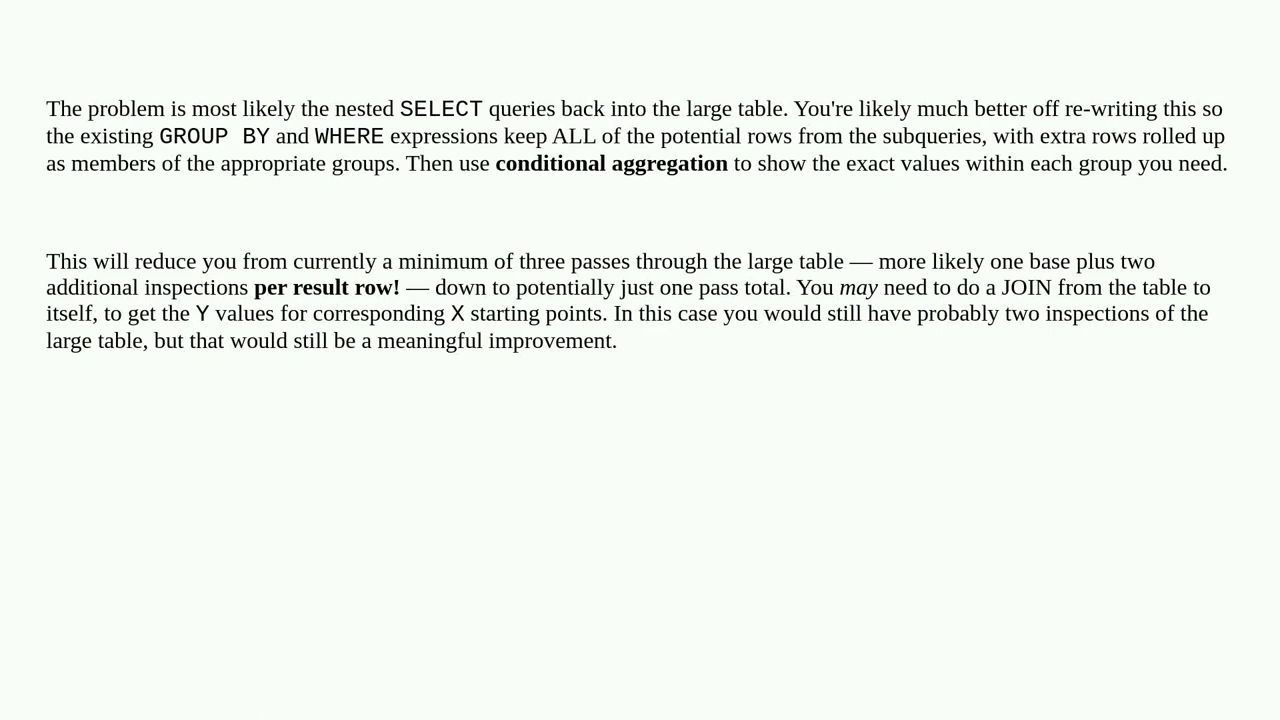 The problem is most likely the nested SELECT queries back into the large table. You're likely much better off re-writing this so
the existing GROUP BY and WHERE expressions keep ALL of the potential rows from the subqueries, with extra rows rolled up
as members of the appropriate groups. Then use conditional aggregation to show the exact values within each group you need.
This will reduce you from currently a minimum of three passes through the large table — more likely one base plus two
additional inspections per result row! — down to potentially just one pass total. You may need to do a JOIN from the table to
itself, to get the Y values for corresponding X starting points. In this case you would still have probably two inspections of the
large table, but that would still be a meaningful improvement.